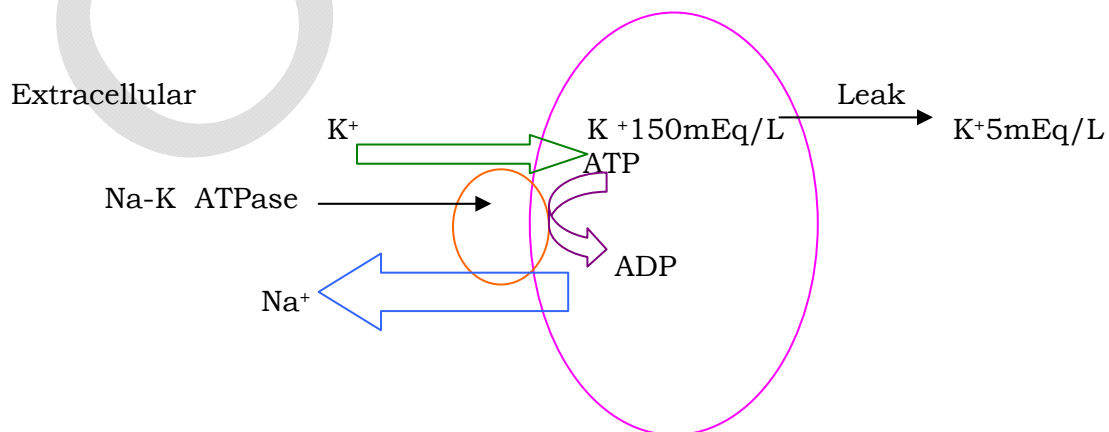 Extracellular
Leak
K⁺
K ⁺150mEq/L
K⁺5mEq/L
ATP
Na-K ATPase
ADP
Na⁺